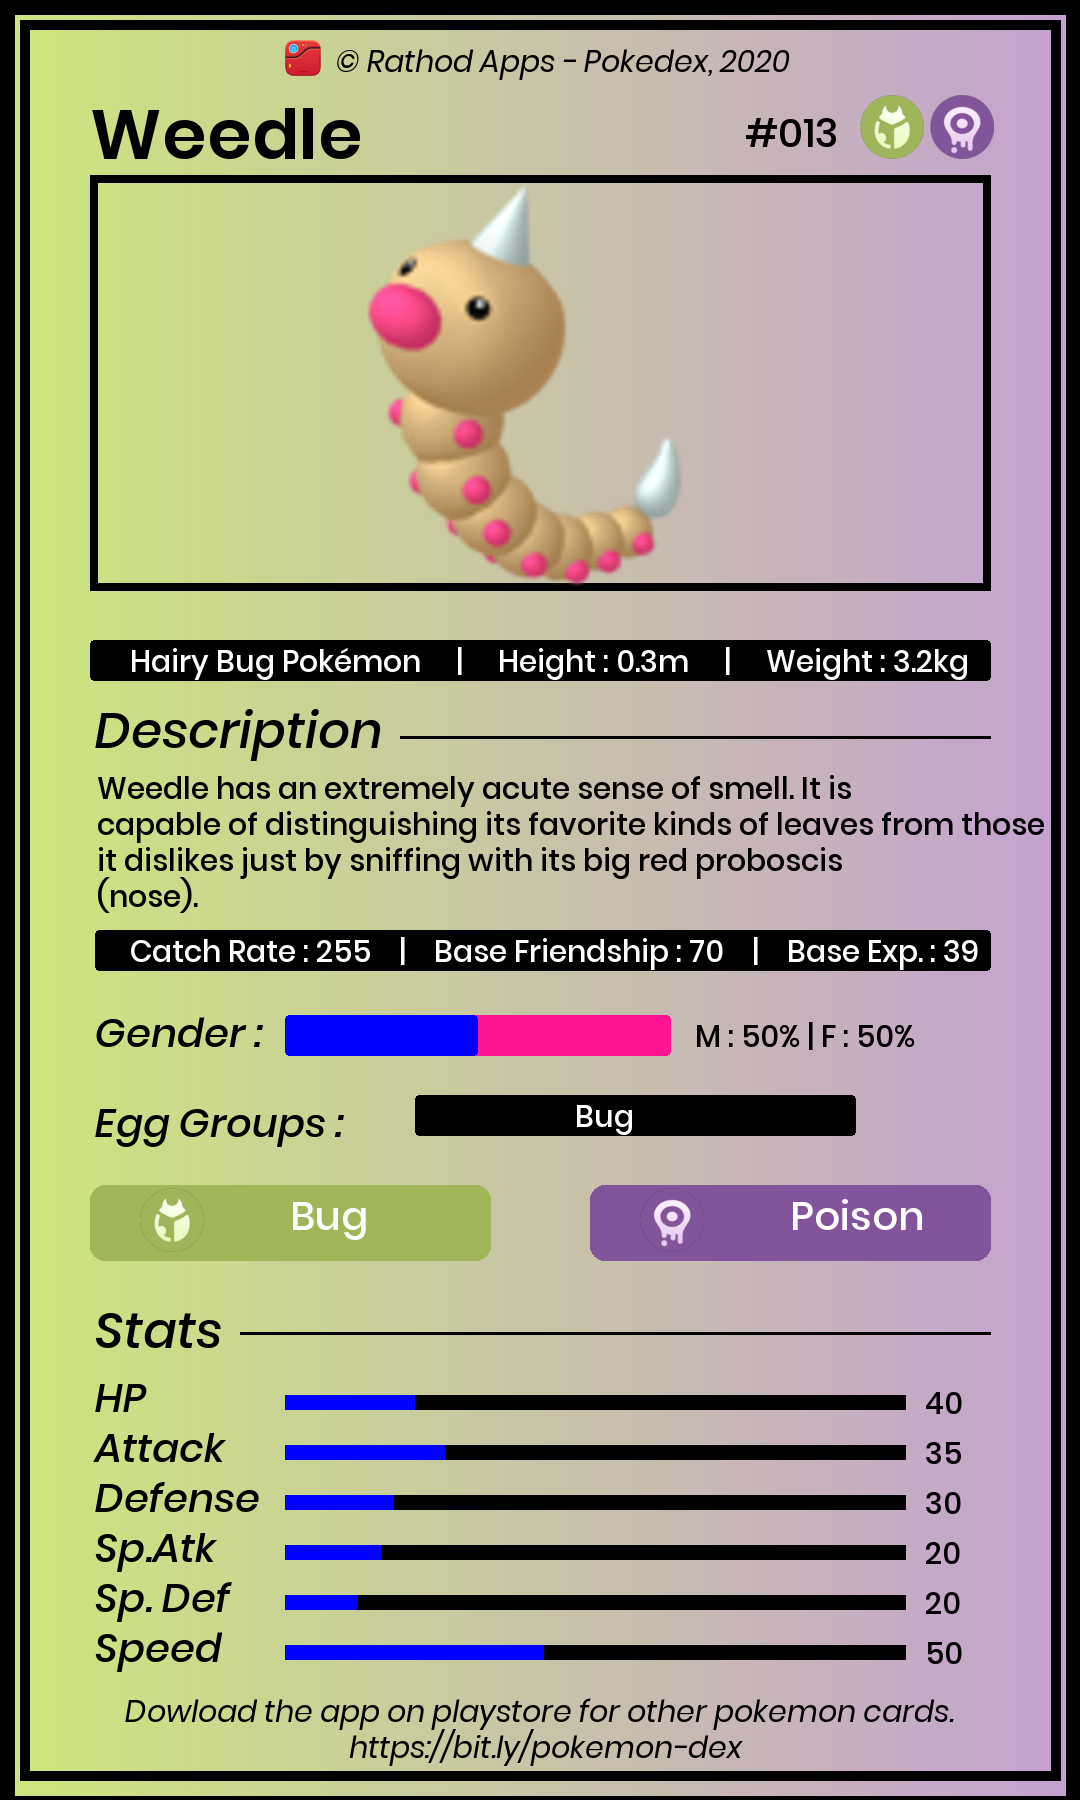 © Rathod Apps - Pokedex, 2020
Weedle #013
Hairy Bug Pokémon | Height : 0.3m | Weight : 3.2kg
Description
Weedle has an extremely acute sense of smell. It is
capable of distinguishing its favorite kinds of leaves from those
it dislikes just by sniffing with its big red proboscis
(nose).
Catch Rate : 255 | Base Friendship : 70 | Base Exp. : 39
Gender : M : 50% | F : 50%
Egg Groups : Bug
Bug Poison
Stats
HP 40
Attack 35
Defense 30
Sp.Atk 20
Sp. Def 20
Speed 50
Dowload the app on playstore for other pokemon cards.
https://bit.ly/pokemon-dex